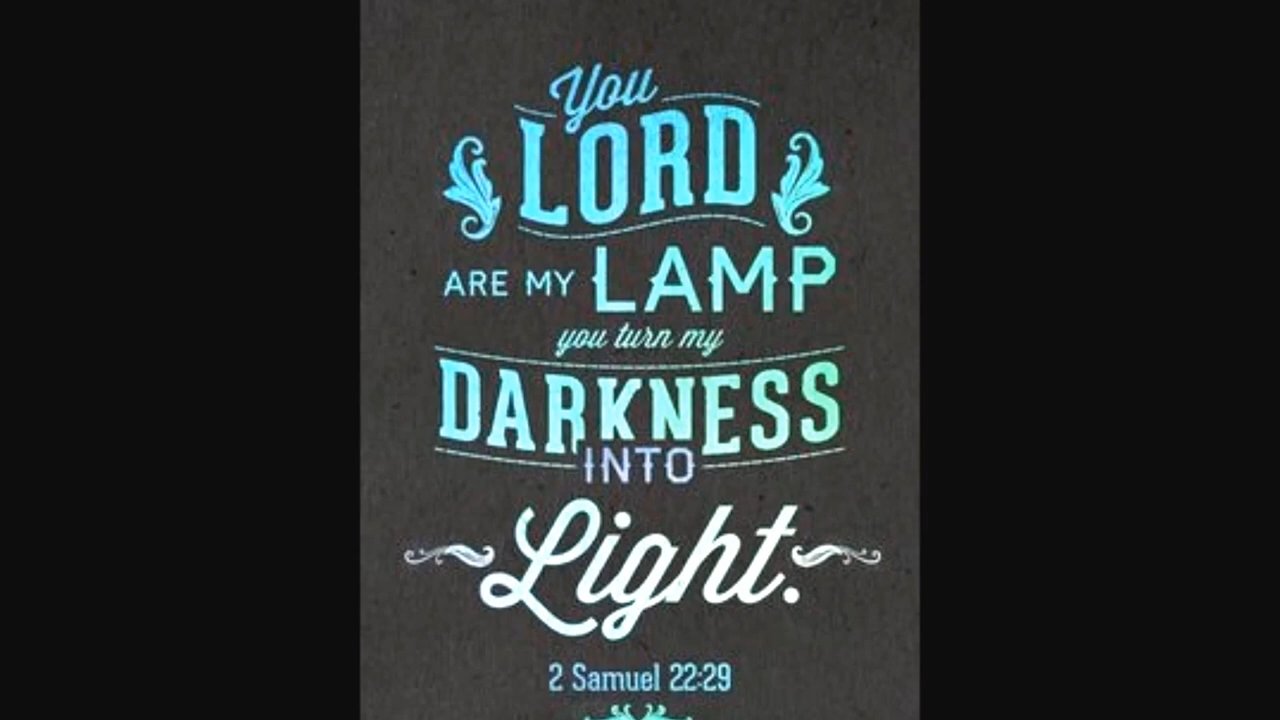 You
LORD
ARE MY LAMP
you turn my
DARKNESS
INTO
Light.
2 Samuel 22:29